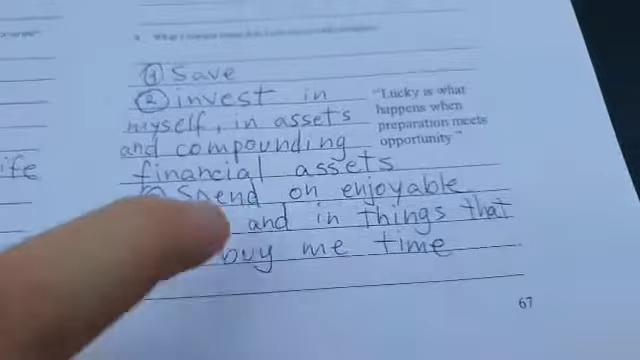 ① Save
② invest in
myself, in assets
and compounding
financial assets
Spend on enjoyable
and in things that
buy me time
"Lucky is what
happens when
preparation meets
opportunity"
ife
67